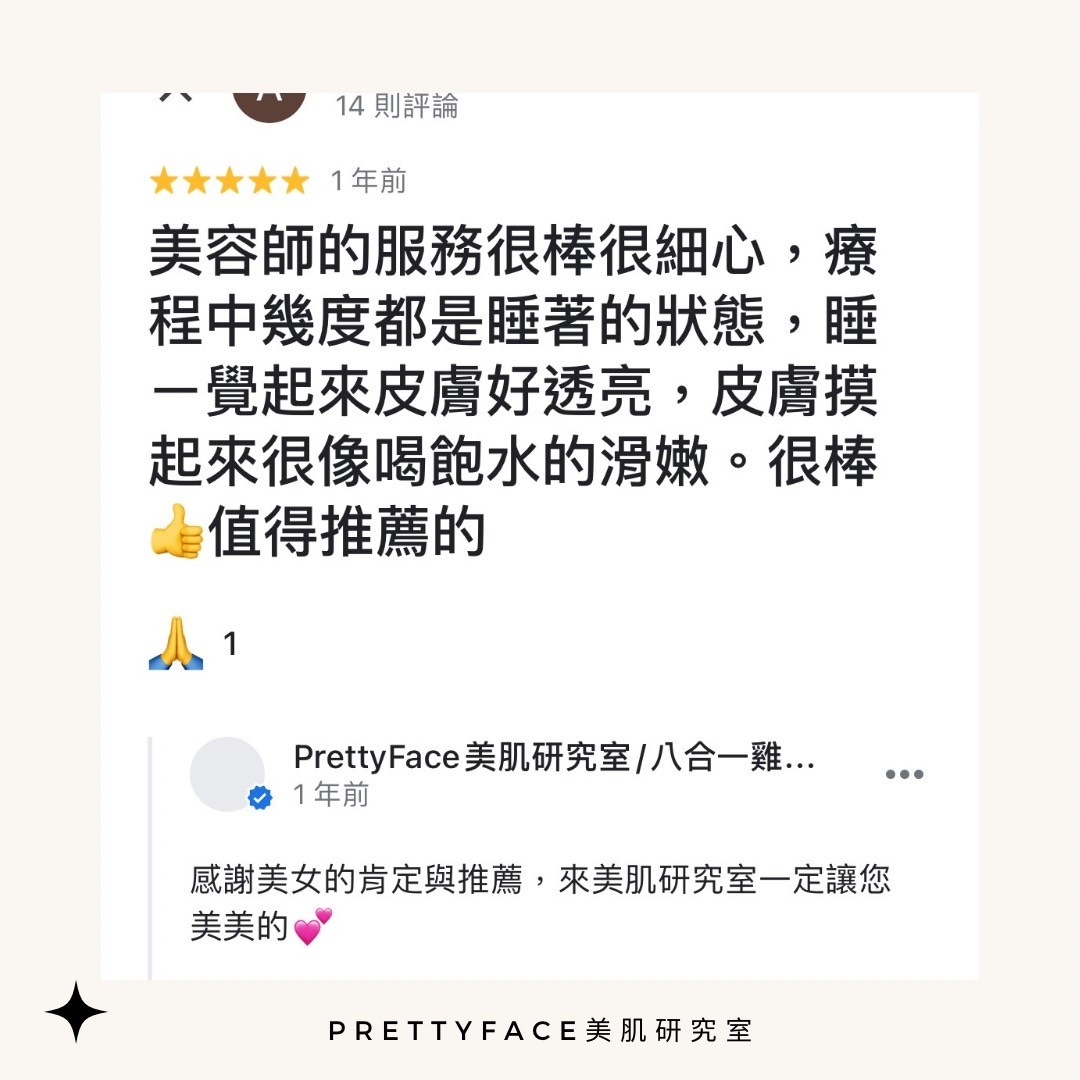 14 則評論
1 年前
美容師的服務很棒很細心，療
程中幾度都是睡著的狀態，睡
一覺起來皮膚好透亮，皮膚摸
起來很像喝飽水的滑嫩。很棒
👍值得推薦的
🙏 1
PrettyFace美肌研究室/八合一雞...
1 年前
感謝美女的肯定與推薦，來美肌研究室一定讓您
美美的💕
PRETTYFACE美肌研究室